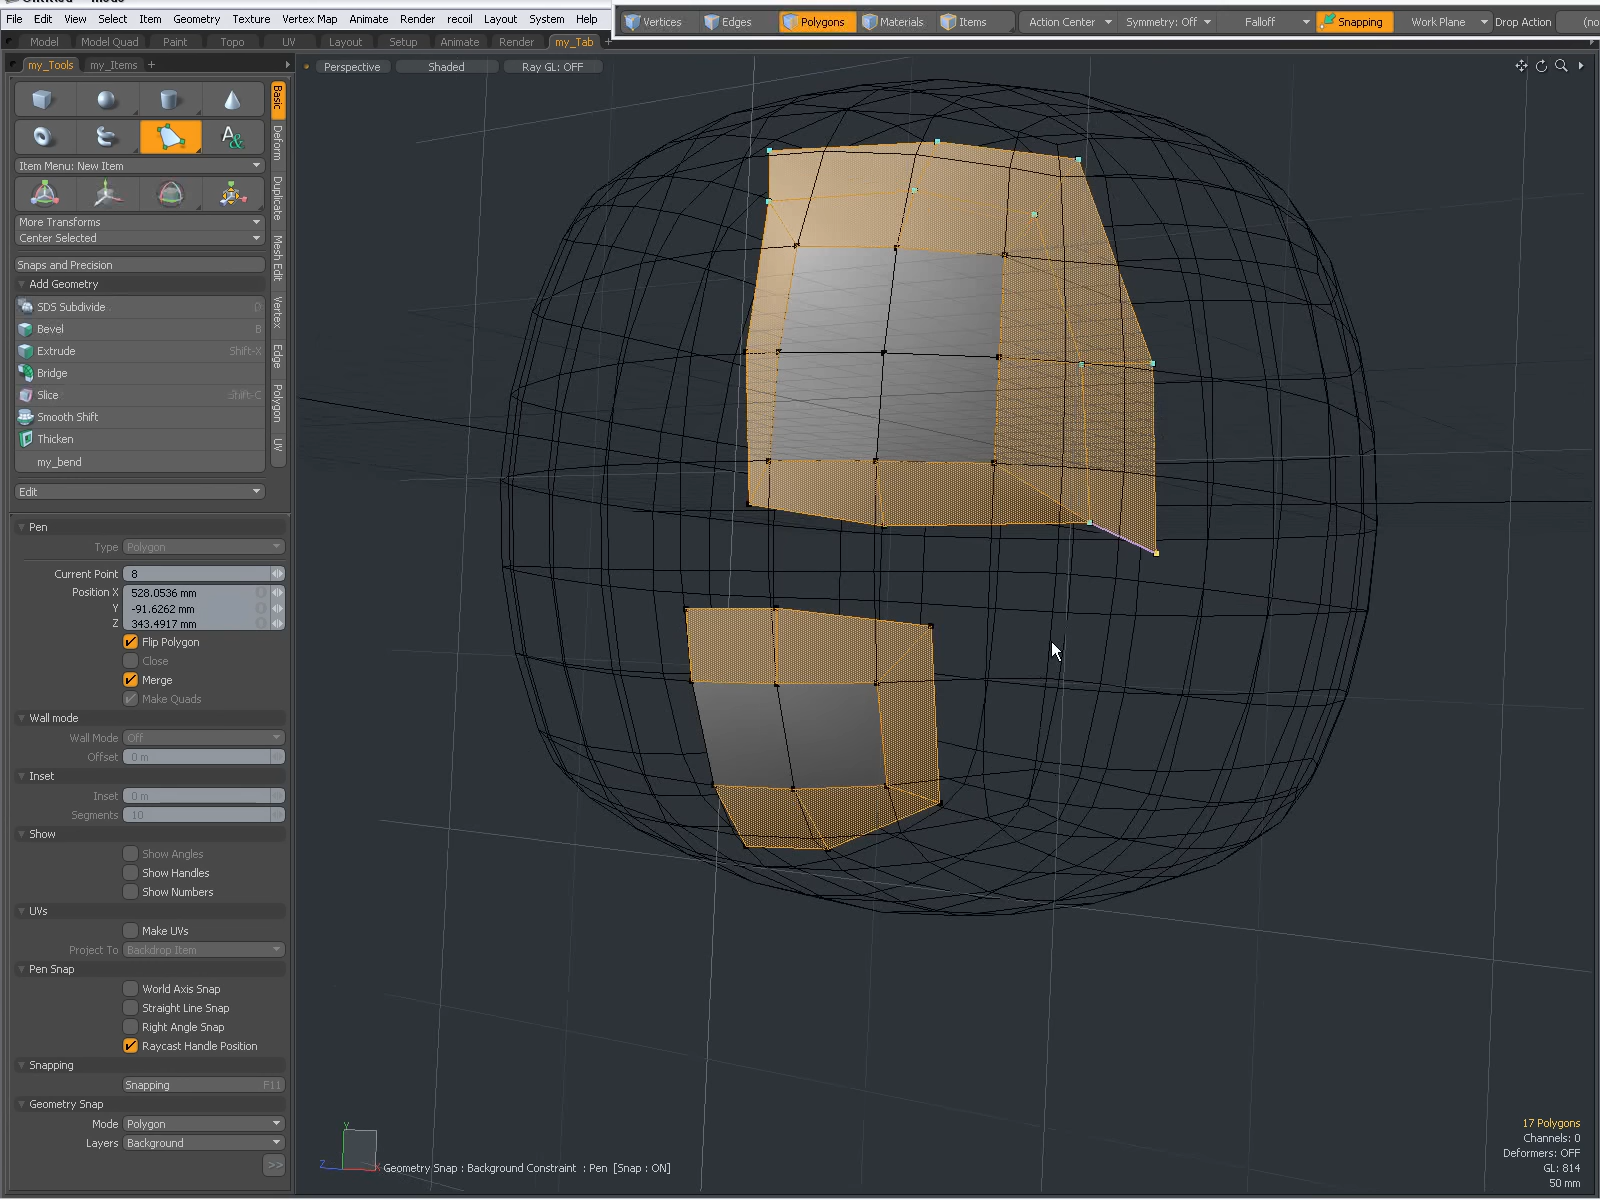 File Edit View Select Item Geometry Texture Vertex Map Animate Render recoil Layout System Help
Vertices Edges Polygons Materials Items Action Center Symmetry: Off Falloff Snapping Work Plane Drop Action (no
Model Model Quad Paint Topo UV Layout Setup Animate Render my_Tab +
my_Tools my_Items +
Perspective Shaded Ray GL: OFF
Basic
Deform
Duplicate
Mesh Edit
Vertex
Edge
Polygon
UV
Item Menu: New Item
More Transforms
Center Selected
Snaps and Precision
Add Geometry
SDS Subdivide D
Bevel B
Extrude Shift-X
Bridge
Slice Shift-C
Smooth Shift
Thicken
my_bend
Edit
Pen
Type Polygon
Current Point 8
Position X 528.0536 mm
Y -91.6262 mm
Z 343.4917 mm
Flip Polygon
Close
Merge
Make Quads
Wall mode
Wall Mode Off
Offset 0 m
Inset
Inset 0 m
Segments 10
Show
Show Angles
Show Handles
Show Numbers
UVs
Make UVs
Project To Backdrop Item
Pen Snap
World Axis Snap
Straight Line Snap
Right Angle Snap
Raycast Handle Position
Snapping
Snapping F11
Geometry Snap
Mode Polygon
Layers Background
>>
Y
Z
X
Geometry Snap : Background Constraint : Pen [Snap : ON]
17 Polygons
Channels: 0
Deformers: OFF
GL: 814
50 mm